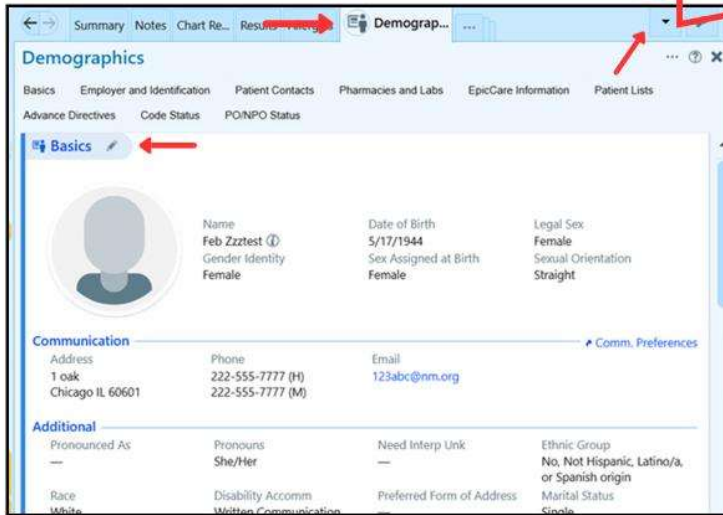 Summary Notes Chart Re... Results Allergies Demograp... ...
Demographics
Basics Employer and Identification Patient Contacts Pharmacies and Labs EpicCare Information Patient Lists
Advance Directives Code Status PO/NPO Status
Basics
Name Date of Birth Legal Sex
Feb Zzztest 5/17/1944 Female
Gender Identity Sex Assigned at Birth Sexual Orientation
Female Female Straight
Communication Comm. Preferences
Address Phone Email
1 oak 222-555-7777 (H) 123abc@nm.org
Chicago IL 60601 222-555-7777 (M)
Additional
Pronounced As Pronouns Need Interp Unk Ethnic Group
— She/Her — No, Not Hispanic, Latino/a,
or Spanish origin
Race Disability Accomm Preferred Form of Address Marital Status
White Written Communication — Single